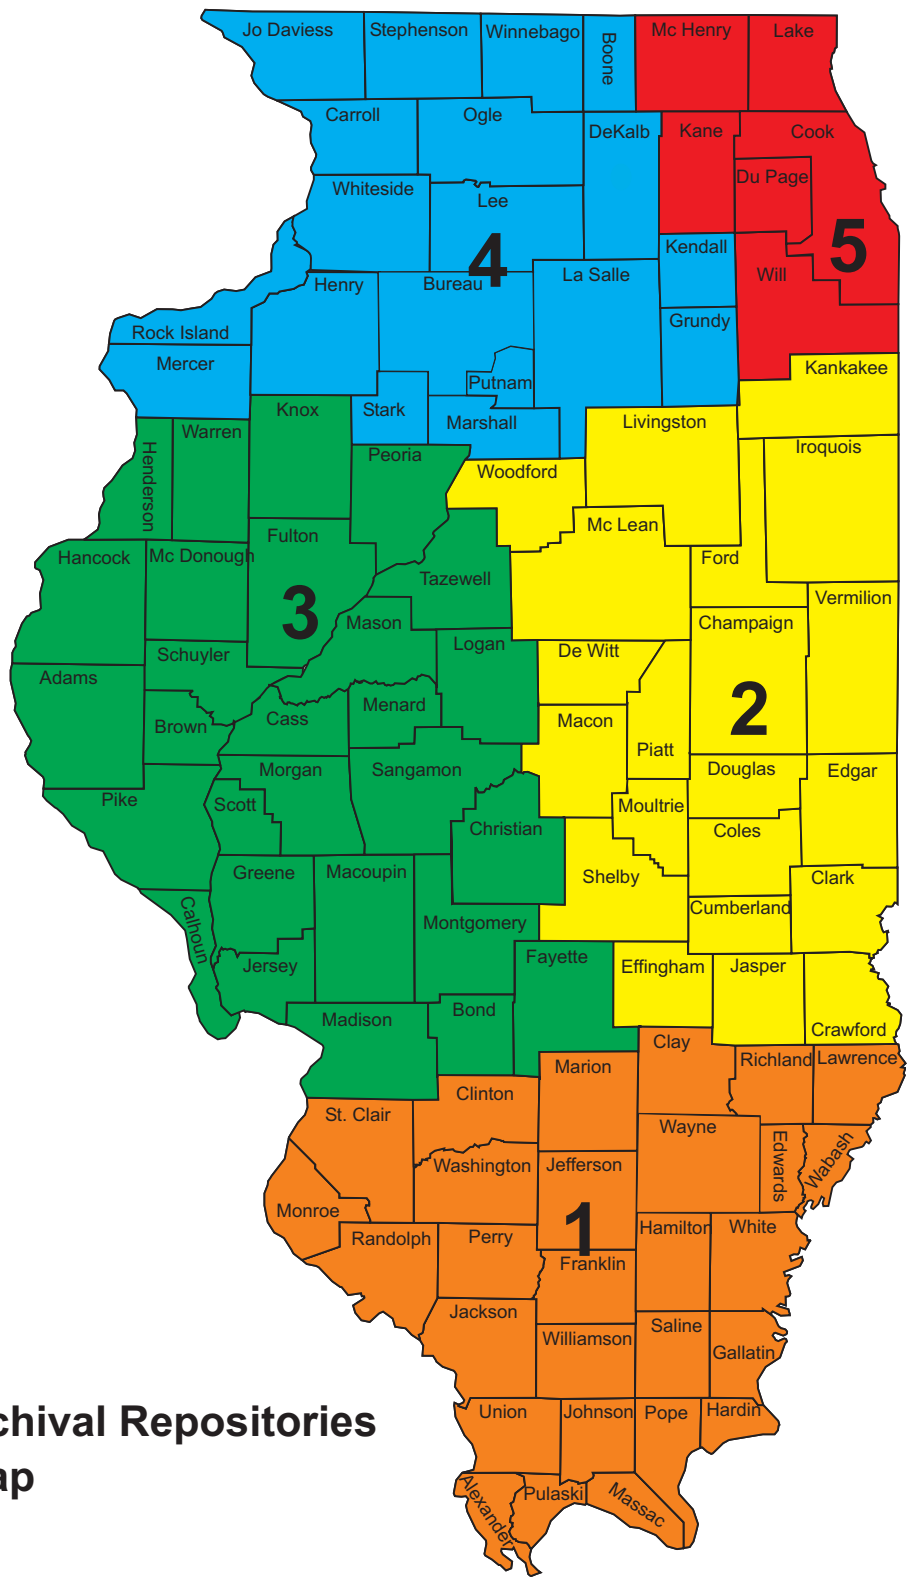 Jo Daviess
Stephenson
Winnebago
Boone
Mc Henry
Lake
Carroll
Ogle
DeKalb
Kane
Cook
Du Page
Whiteside
Lee
4
5
Kendall
Will
Henry
Bureau
La Salle
Rock Island
Grundy
Mercer
Kankakee
Putnam
Knox
Stark
Marshall
Livingston
Warren
Henderson
Peoria
Iroquois
Woodford
Mc Lean
Fulton
Hancock
Mc Donough
Ford
Tazewell
Vermilion
3
Mason
Champaign
Logan
De Witt
Schuyler
Adams
Menard
2
Cass
Brown
Macon
Piatt
Morgan
Sangamon
Douglas
Edgar
Pike
Scott
Moultrie
Christian
Coles
Greene
Macoupin
Shelby
Clark
Cumberland
Calhoun
Montgomery
Jersey
Fayette
Effingham
Jasper
Bond
Madison
Crawford
Clay
Marion
Richland
Lawrence
Clinton
St. Clair
Wayne
Edwards
Wabash
Washington
Jefferson
Monroe
1
Randolph
Perry
Hamilton
White
Franklin
Jackson
Saline
Williamson
Gallatin
Union
Johnson
Pope
Hardin
chival Repositories
ap
Alexander
Pulaski
Massac